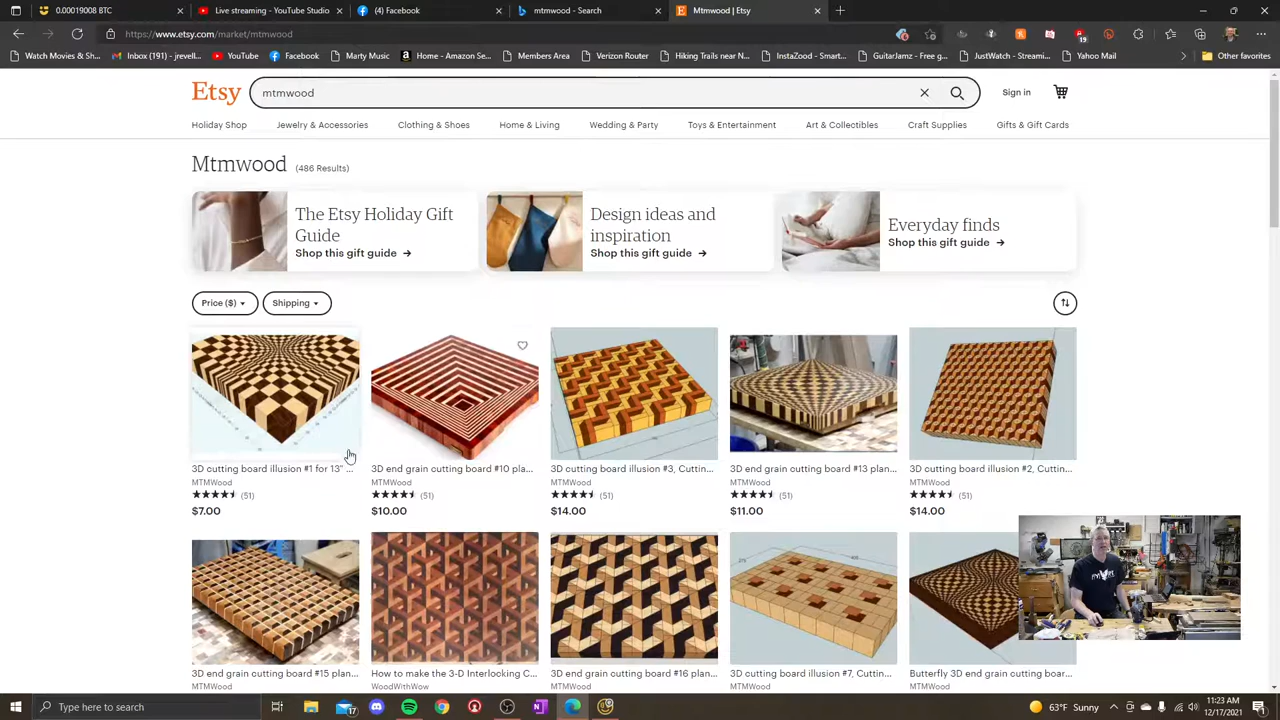 0.00019008 BTC
Live streaming - YouTube Studio
(4) Facebook
mtmwood - Search
Mtmwood | Etsy
https://www.etsy.com/market/mtmwood
Watch Movies & Sh...
Inbox (191) - jrevell...
YouTube
Facebook
Marty Music
Home - Amazon Se...
Members Area
Verizon Router
Hiking Trails near N...
InstaZood - Smart...
GuitarJamz - Free g...
JustWatch - Streami...
Yahoo Mail
Other favorites
Etsy
mtmwood
Sign in
Holiday Shop
Jewelry & Accessories
Clothing & Shoes
Home & Living
Wedding & Party
Toys & Entertainment
Art & Collectibles
Craft Supplies
Gifts & Gift Cards
Mtmwood (486 Results)
The Etsy Holiday Gift
Guide
Shop this gift guide →
Design ideas and
inspiration
Shop this gift guide →
Everyday finds
Shop this gift guide →
Price ($)
Shipping
3D cutting board illusion #1 for 13" ...
MTMWood
(51)
$7.00
3D end grain cutting board #10 pla...
MTMWood
(51)
$10.00
3D cutting board illusion #3, Cuttin...
MTMWood
(51)
$14.00
3D end grain cutting board #13 plan...
MTMWood
(51)
$11.00
3D cutting board illusion #2, Cuttin...
MTMWood
(51)
$14.00
3D end grain cutting board #15 plan...
MTMWood
How to make the 3-D Interlocking C...
WoodWithWow
3D end grain cutting board #16 plan...
MTMWood
3D cutting board illusion #7, Cuttin...
MTMWood
Butterfly 3D end grain cutting boar...
MTMWood
Type here to search
63°F Sunny
11:23 AM
12/17/2021